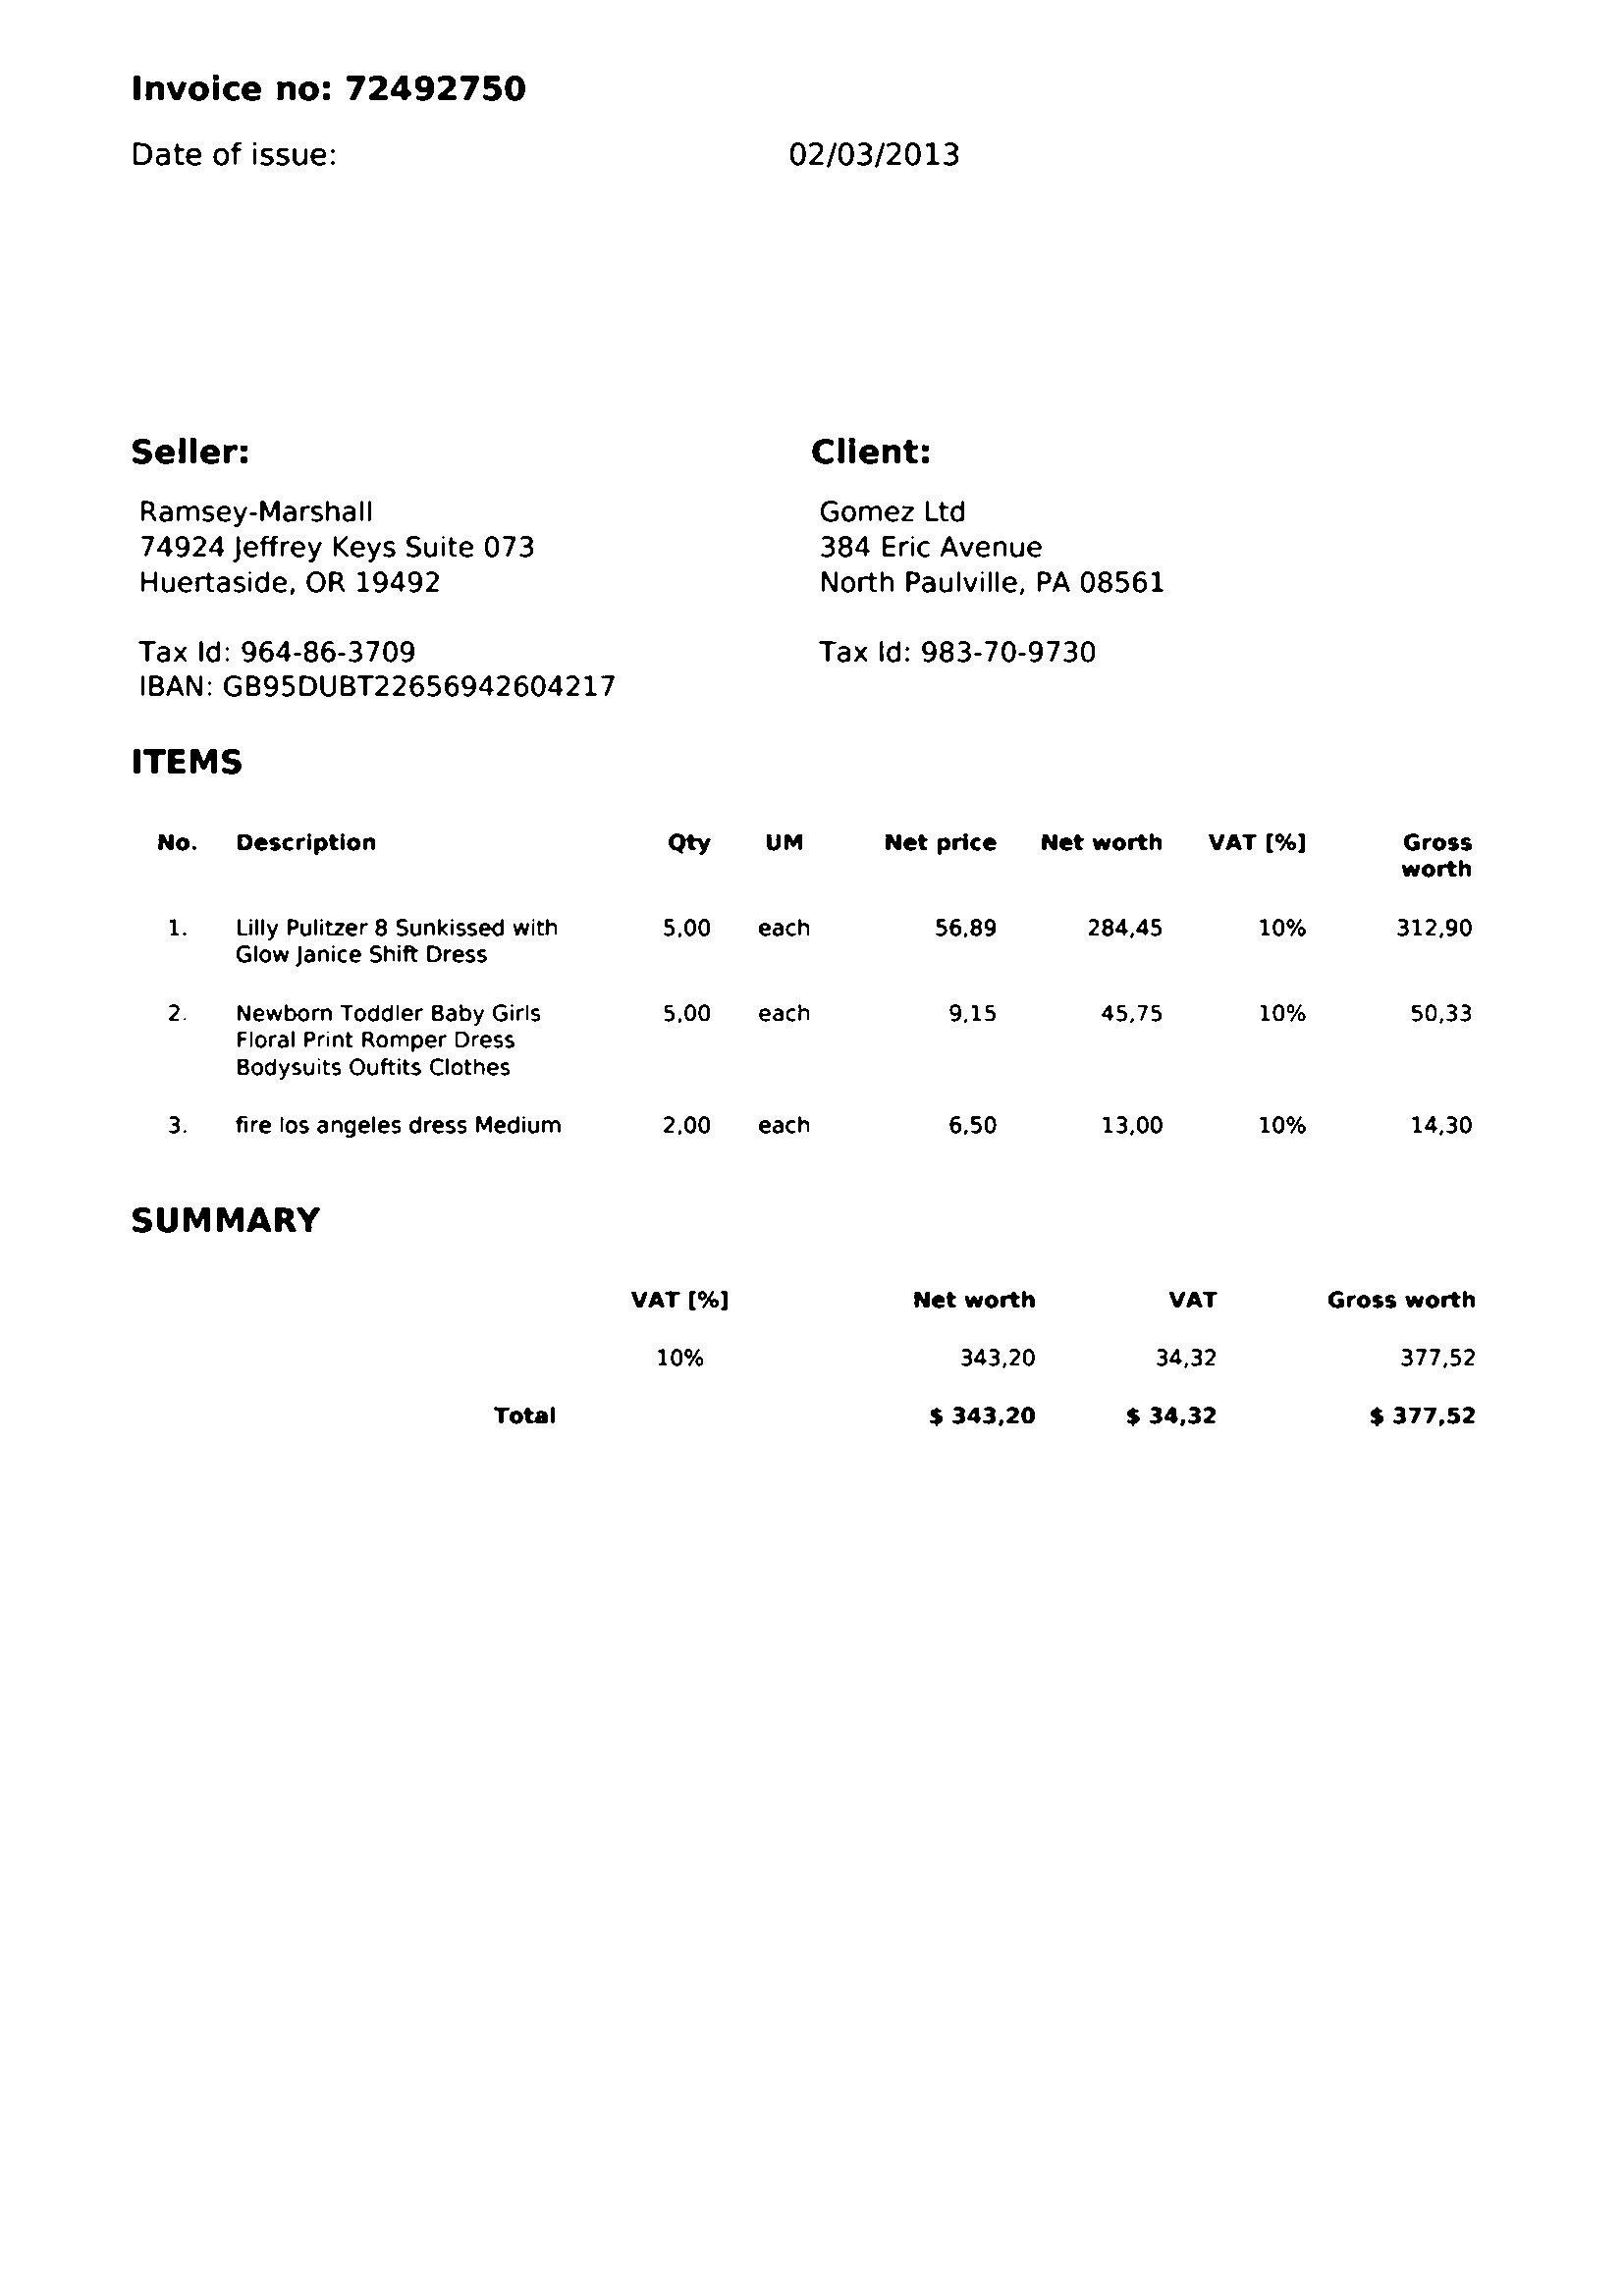 Invoice no: 72492750
Date of issue: 02/03/2013
Seller: Client:
Ramsey-Marshall Gomez Ltd
74924 Jeffrey Keys Suite 073 384 Eric Avenue
Huertaside, OR 19492 North Paulville, PA 08561
Tax Id: 964-86-3709 Tax Id: 983-70-9730
IBAN: GB95DUBT22656942604217
ITEMS
No. Description Qty UM Net price Net worth VAT [%] Gross
worth
1. Lilly Pulitzer 8 Sunkissed with 5,00 each 56,89 284,45 10% 312,90
Glow Janice Shift Dress
2. Newborn Toddler Baby Girls 5,00 each 9,15 45,75 10% 50,33
Floral Print Romper Dress
Bodysuits Ouftits Clothes
3. fire los angeles dress Medium 2,00 each 6,50 13,00 10% 14,30
SUMMARY
VAT [%] Net worth VAT Gross worth
10% 343,20 34,32 377,52
Total $ 343,20 $ 34,32 $ 377,52